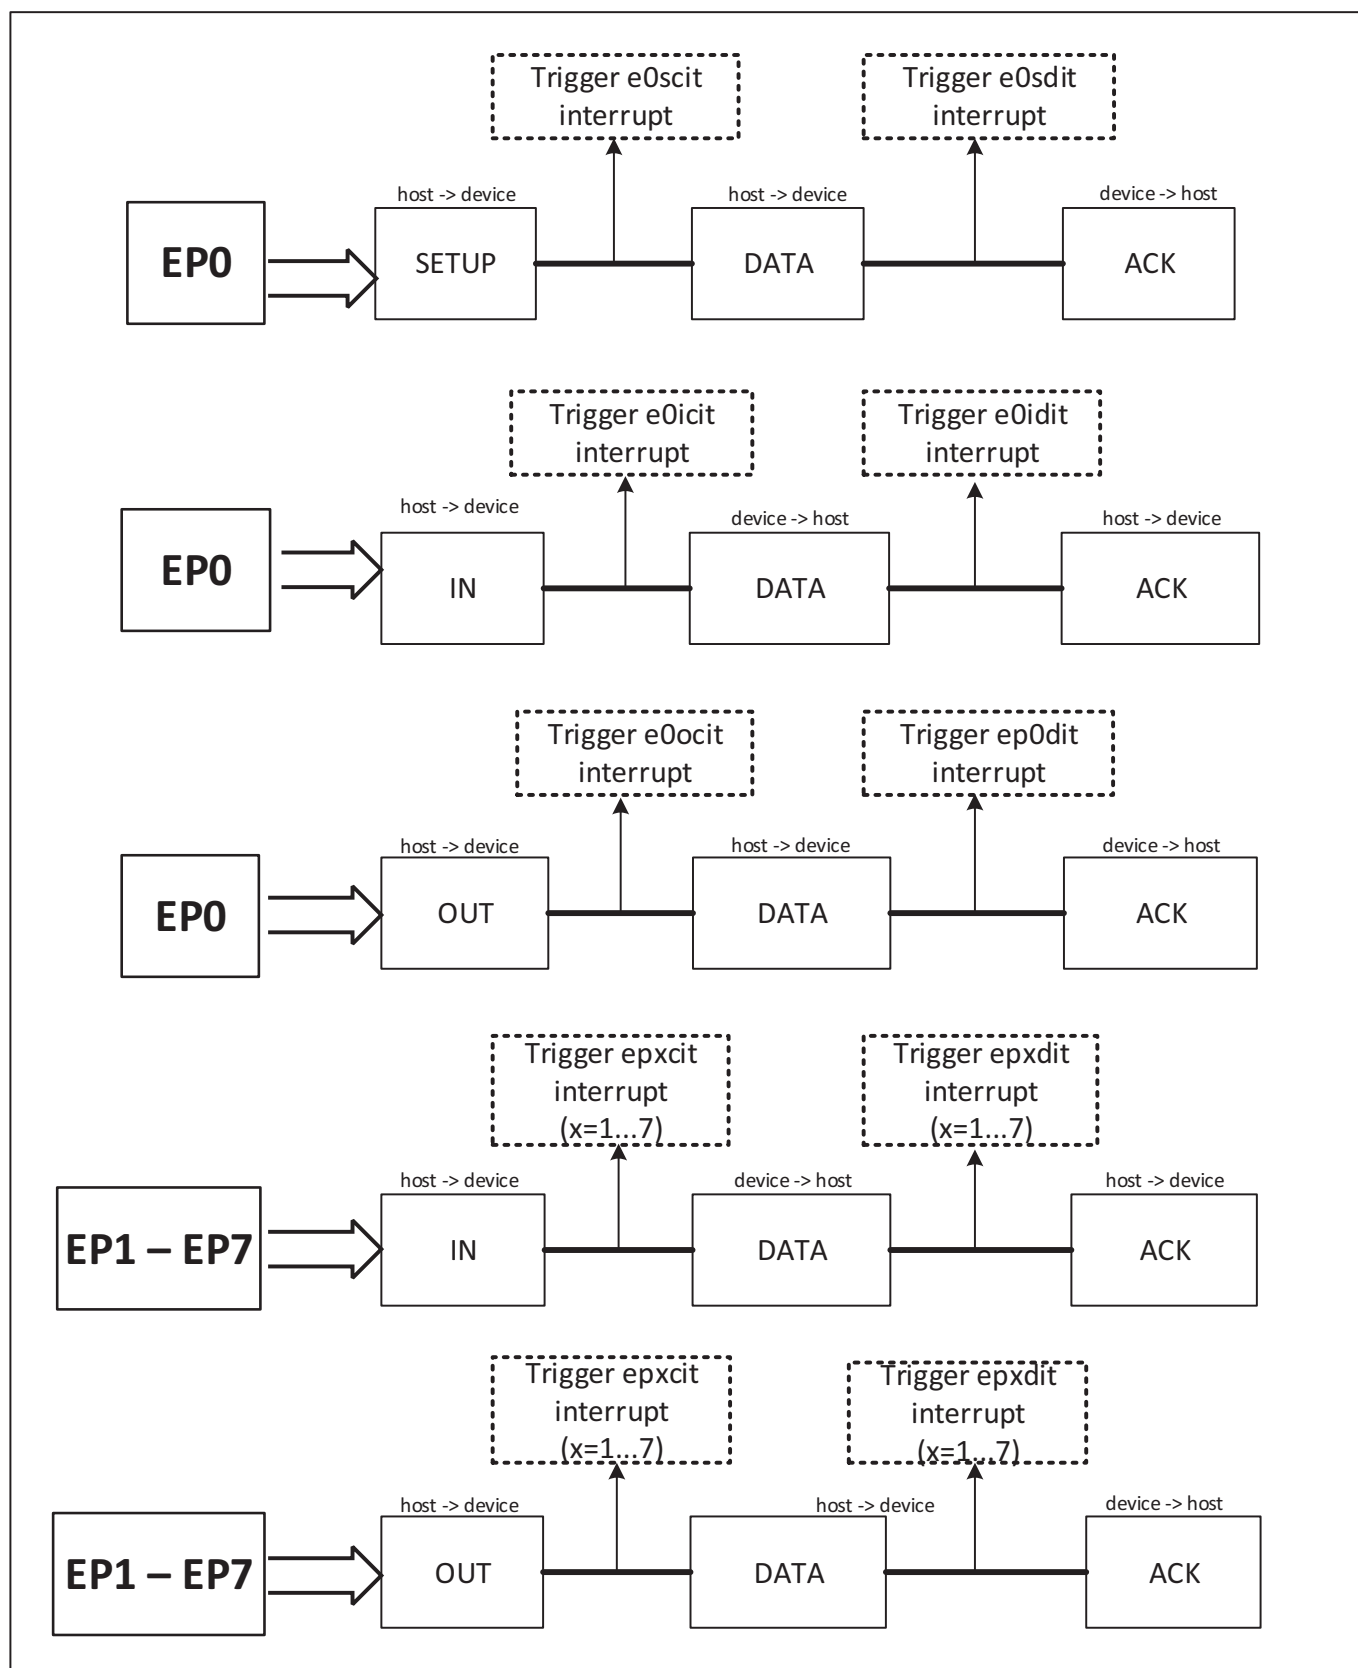 Trigger e0scit
interrupt
Trigger e0sdit
interrupt
host -> device
host -> device
device -> host
EP0
SETUP
DATA
ACK
Trigger e0icit
interrupt
Trigger e0idit
interrupt
host -> device
device -> host
host -> device
EP0
IN
DATA
ACK
Trigger e0ocit
interrupt
Trigger ep0dit
interrupt
host -> device
host -> device
device -> host
EP0
OUT
DATA
ACK
Trigger epxcit
interrupt
(x=1...7)
Trigger epxdit
interrupt
(x=1...7)
host -> device
device -> host
host -> device
EP1 – EP7
IN
DATA
ACK
Trigger epxcit
interrupt
(x=1...7)
Trigger epxdit
interrupt
(x=1...7)
host -> device
host -> device
device -> host
EP1 – EP7
OUT
DATA
ACK